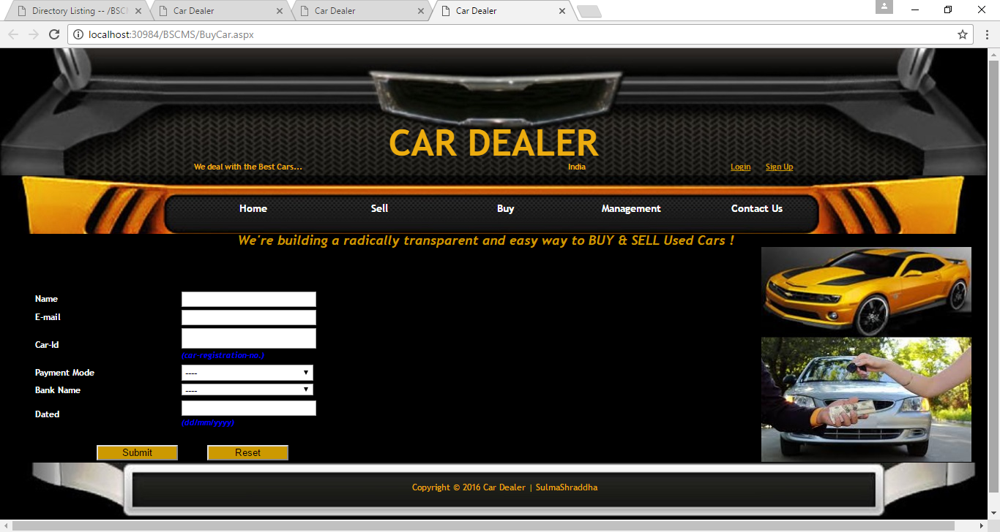 Directory Listing -- /BSC
Car Dealer
Car Dealer
Car Dealer
localhost:30984/BSCMS/BuyCar.aspx
CAR DEALER
We deal with the Best Cars...
India
Login
Sign Up
Home
Sell
Buy
Management
Contact Us
We're building a radically transparent and easy way to BUY & SELL Used Cars !
Name
E-mail
Car-Id
(car-registration-no.)
Payment Mode
----
Bank Name
----
Dated
(dd/mm/yyyy)
Submit
Reset
Copyright © 2016 Car Dealer | SulmaShraddha